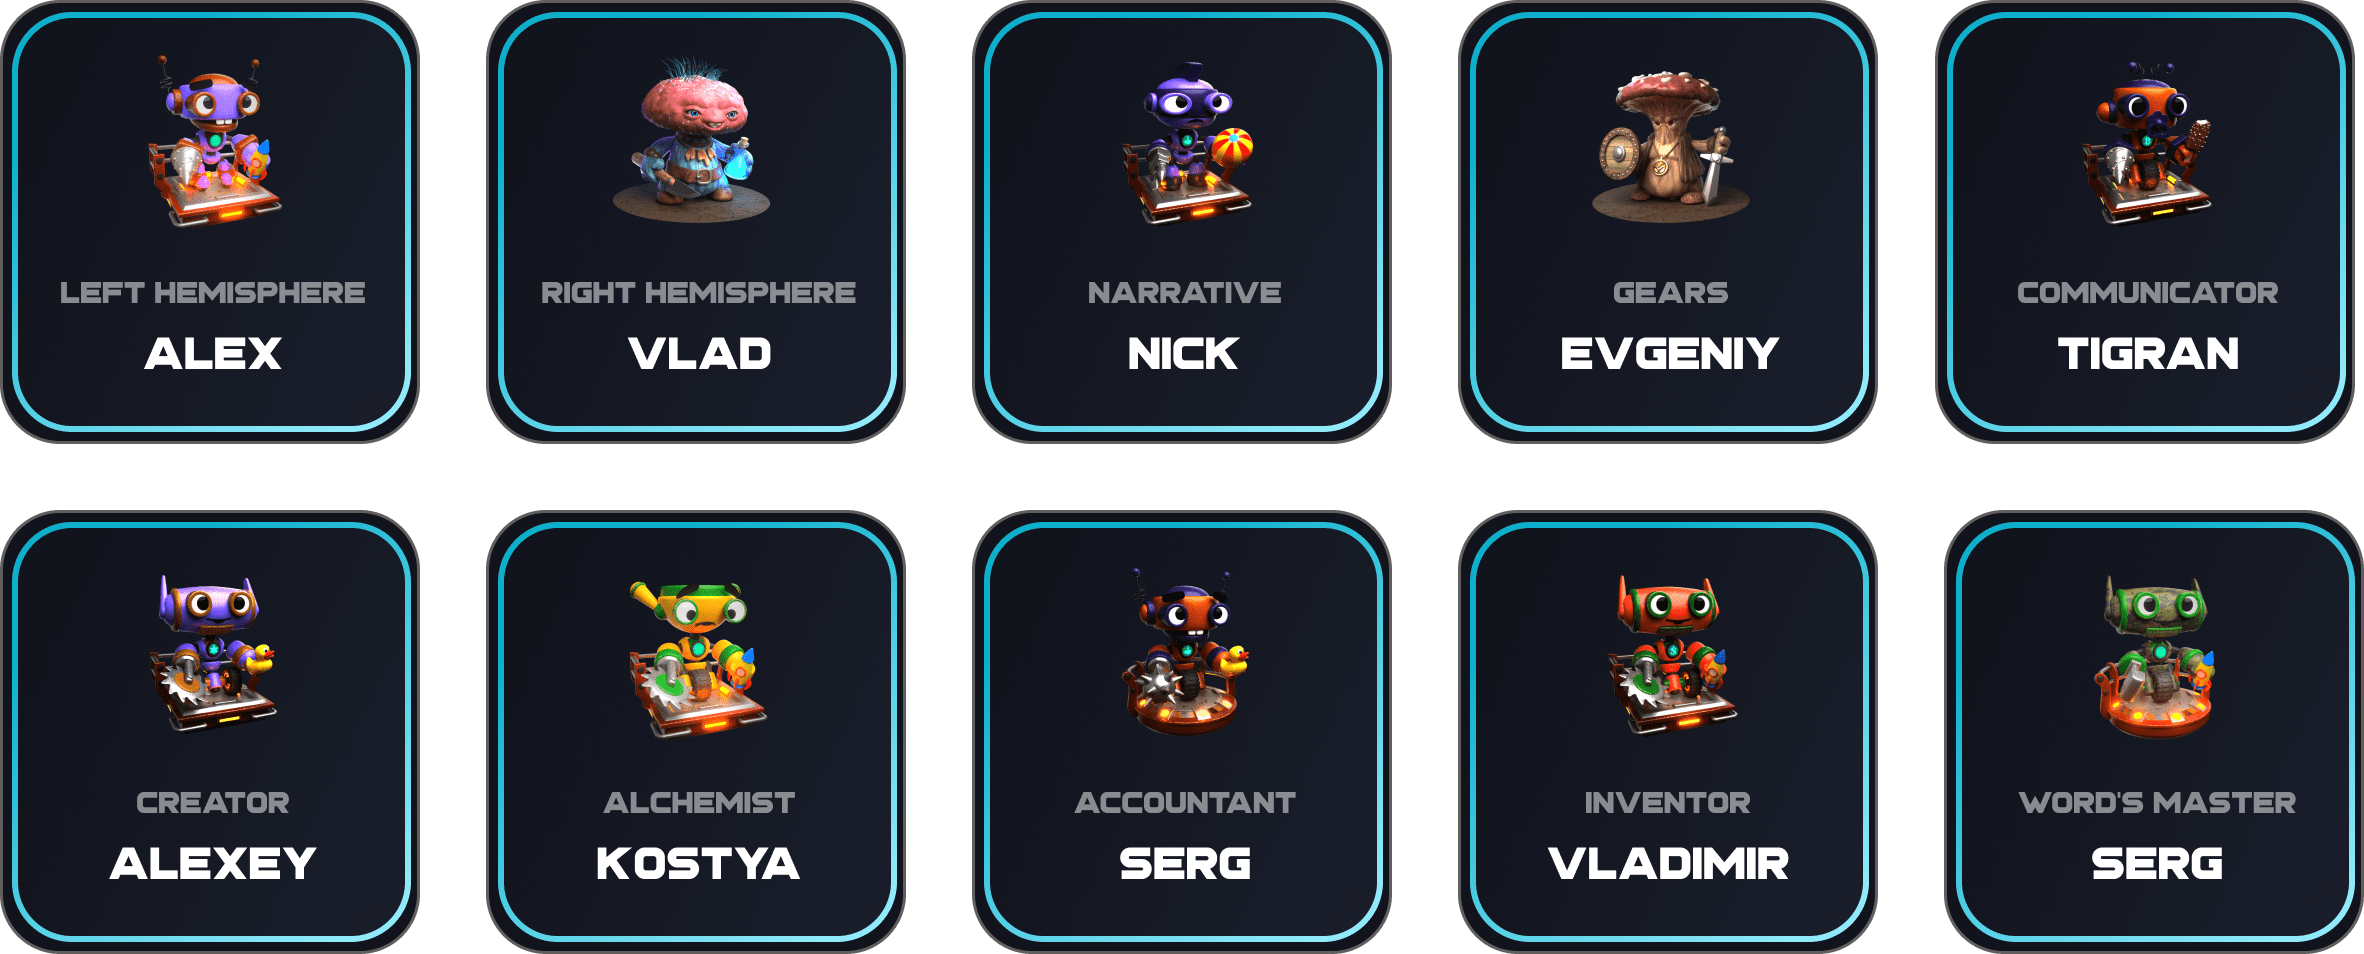 LEFT HEMISPHERE
ALEX
RIGHT HEMISPHERE
VLAD
NARRATIVE
NICK
GEARS
EVGENIY
COMMUNICATOR
TIGRAN
CREATOR
ALEXEY
ALCHEMIST
KOSTYA
ACCOUNTANT
SERG
INVENTOR
VLADIMIR
WORD'S MASTER
SERG